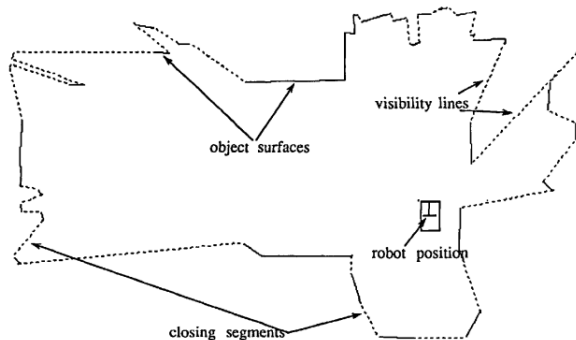 visibility lines
object surfaces
robot position
closing segments